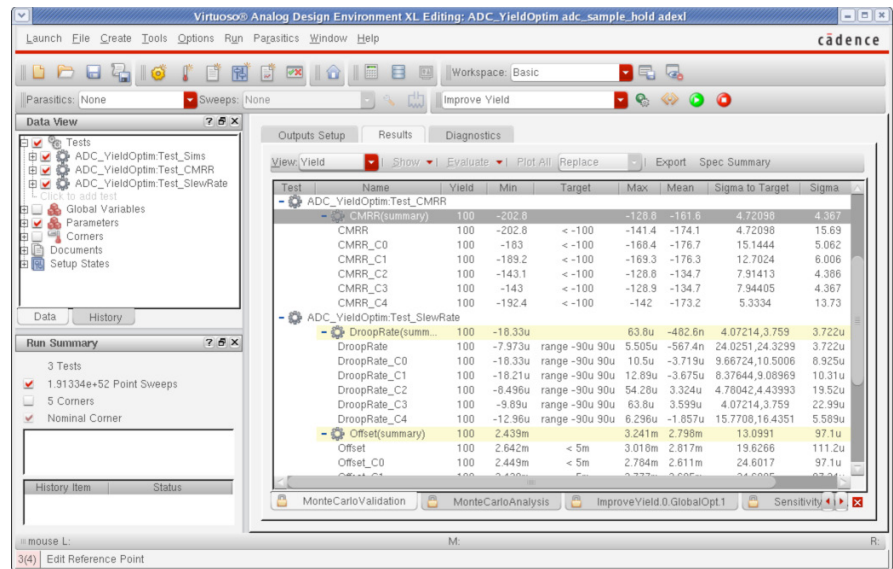 Virtuoso® Analog Design Environment XL Editing: ADC_YieldOptim adc_sample_hold adexl
Launch File Create Tools Options Run Parasitics Window Help
cādence
Workspace: Basic
Parasitics: None Sweeps: None Improve Yield
Data View
Tests
ADC_YieldOptim:Test_Sims
ADC_YieldOptim:Test_CMRR
ADC_YieldOptim:Test_SlewRate
Click to add test
Global Variables
Parameters
Corners
Documents
Setup States
Data History
Run Summary
3 Tests
1.91334e+52 Point Sweeps
5 Corners
Nominal Corner
History Item Status
Outputs Setup Results Diagnostics
View: Yield Show Evaluate Plot All Replace Export Spec Summary
Test Name Yield Min Target Max Mean Sigma to Target Sigma
ADC_YieldOptim:Test_CMRR
CMRR(summary) 100 -202.8 -128.8 -161.6 4.72098 4.367
CMRR 100 -202.8 < -100 -141.4 -174.1 4.72098 15.69
CMRR_C0 100 -183 < -100 -168.4 -176.7 15.1444 5.062
CMRR_C1 100 -189.2 < -100 -169.3 -176.3 12.7024 6.006
CMRR_C2 100 -143.1 < -100 -128.8 -134.7 7.91413 4.386
CMRR_C3 100 -143 < -100 -128.9 -134.7 7.94405 4.367
CMRR_C4 100 -192.4 < -100 -142 -173.2 5.3334 13.73
ADC_YieldOptim:Test_SlewRate
DroopRate(summ... 100 -18.33u 63.8u -482.6n 4.07214,3.759 3.722u
DroopRate 100 -7.973u range -90u 90u 5.505u -567.4n 24.0251,24.3299 3.722u
DroopRate_C0 100 -18.33u range -90u 90u 10.5u -3.719u 9.66724,10.5006 8.925u
DroopRate_C1 100 -18.21u range -90u 90u 12.89u -3.675u 8.37644,9.08969 10.31u
DroopRate_C2 100 -8.496u range -90u 90u 54.28u 3.324u 4.78042,4.43993 19.52u
DroopRate_C3 100 -9.89u range -90u 90u 63.8u 3.599u 4.07214,3.759 22.99u
DroopRate_C4 100 -12.96u range -90u 90u 6.296u -1.857u 15.7708,16.4351 5.589u
Offset(summary) 100 2.439m 3.241m 2.798m 13.0991 97.1u
Offset 100 2.642m < 5m 3.018m 2.817m 19.6266 111.2u
Offset_C0 100 2.449m < 5m 2.764m 2.611m 24.6017 97.1u
MonteCarloValidation MonteCarloAnalysis ImproveYield.0.GlobalOpt.1 Sensitivity
mouse L: M: R:
3(4) Edit Reference Point